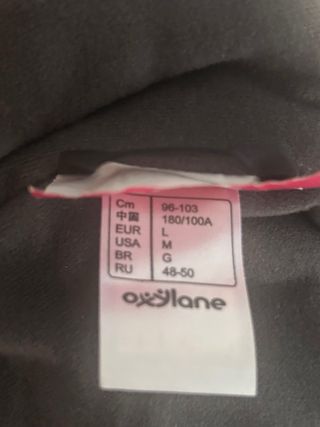 Cm 96-103
中国 180/100A
EUR L
USA M
BR G
RU 48-50
oxylane